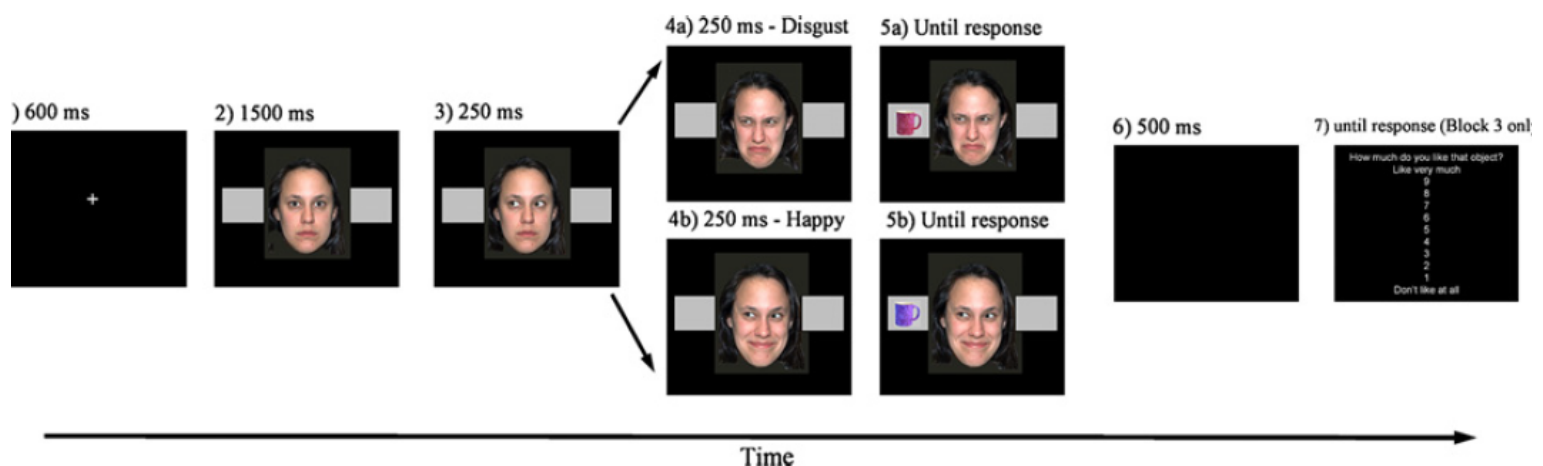 ) 600 ms
2) 1500 ms
3) 250 ms
4a) 250 ms - Disgust
5a) Until response
4b) 250 ms - Happy
5b) Until response
6) 500 ms
7) until response (Block 3 onl
How much do you like that object?
Like very much
9
8
7
6
5
4
3
2
1
Don't like at all
Time